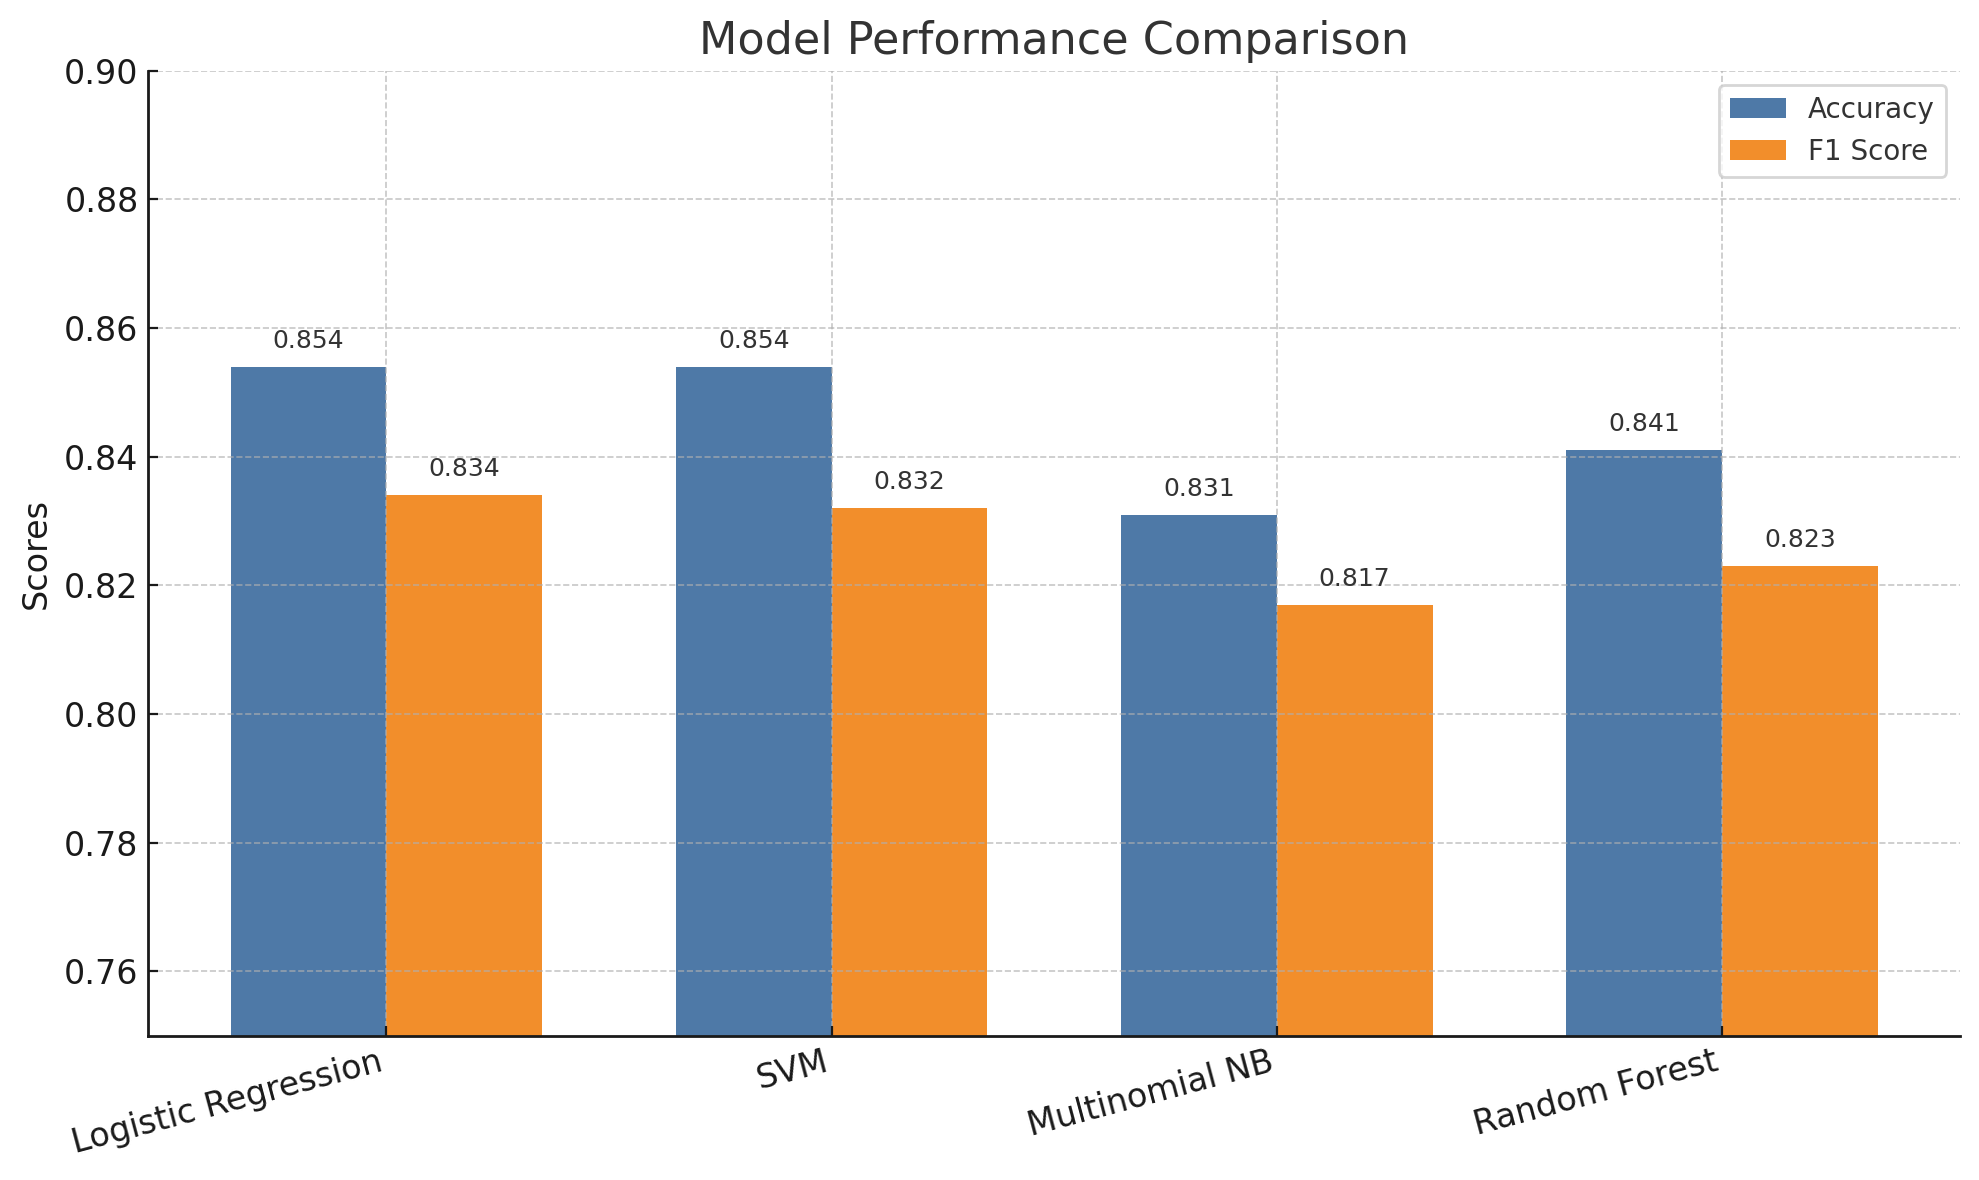 Model Performance Comparison
0.90
0.88
0.86
0.84
0.82
0.80
0.78
0.76
Scores
Accuracy
F1 Score
0.854
0.834
0.854
0.832
0.831
0.817
0.841
0.823
Logistic Regression
SVM
Multinomial NB
Random Forest